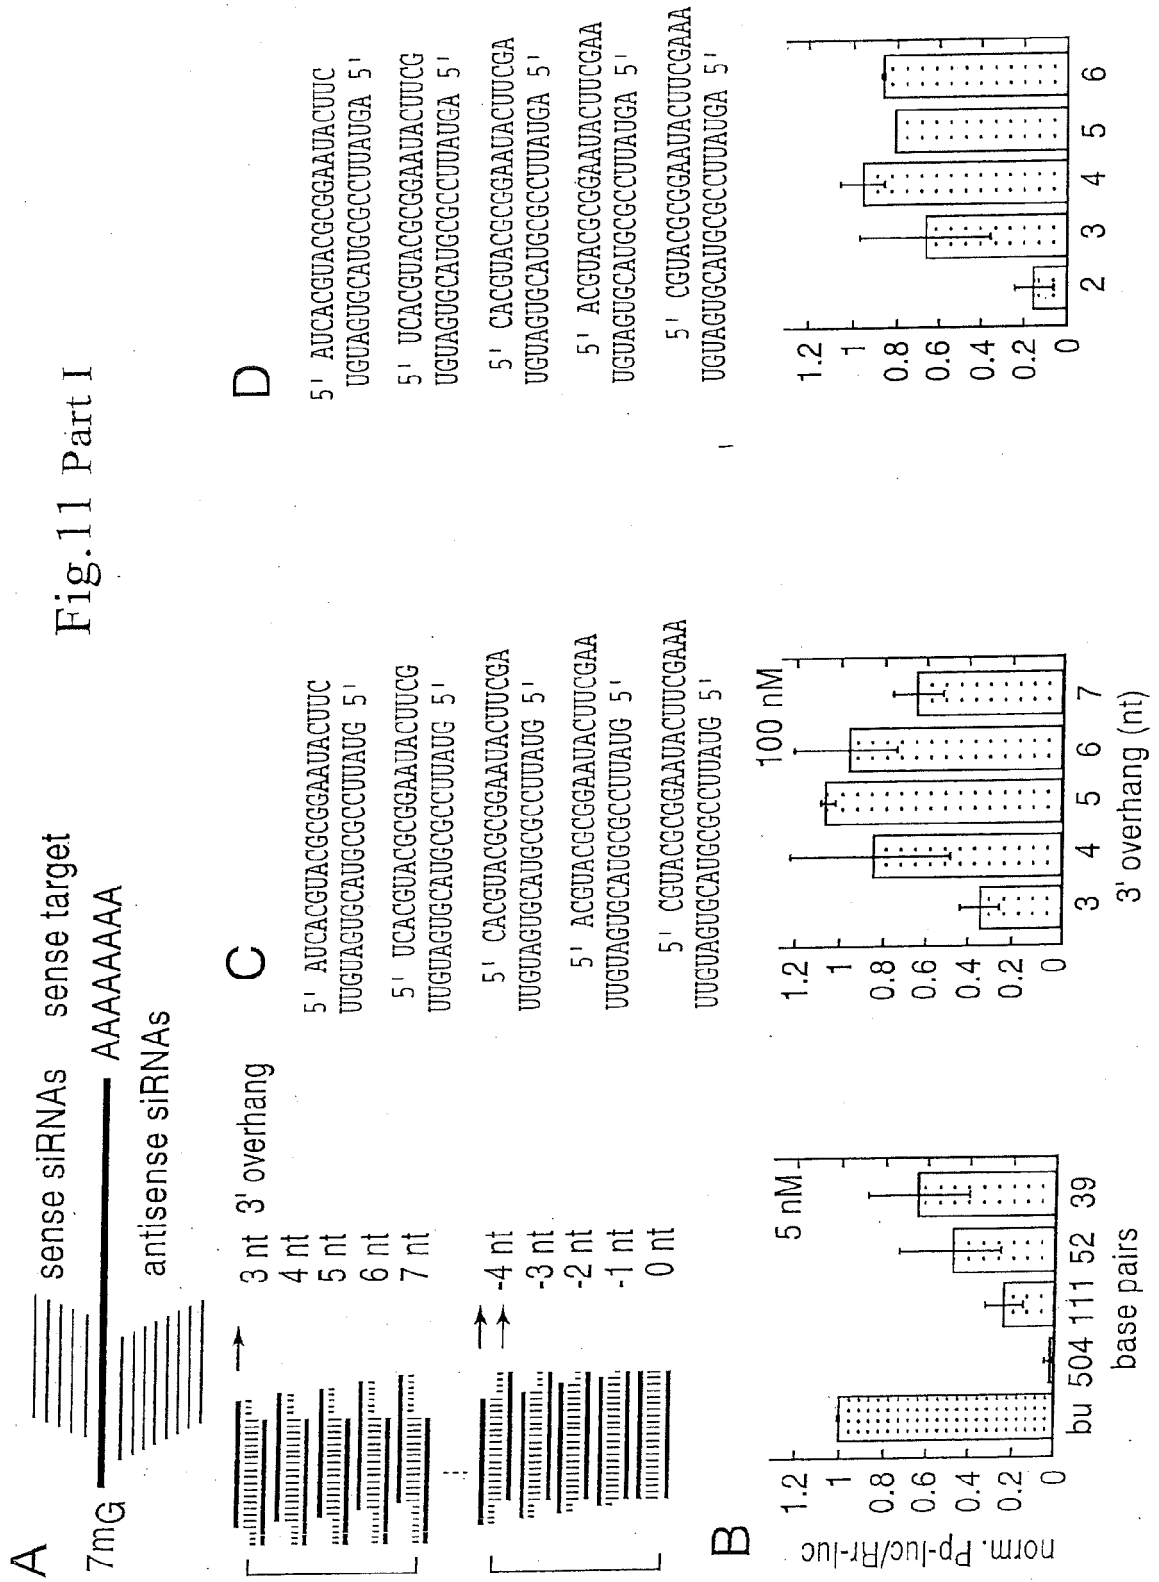 Fig.11 Part I
A
sense siRNAs
sense target
7mG
AAAAAAAA
antisense siRNAs
3 nt 3' overhang
4 nt
5 nt
6 nt
7 nt
-4 nt
-3 nt
-2 nt
-1 nt
0 nt
B
norm. Pp-luc/Rr-luc
1.2
1
0.8
0.6
0.4
0.2
0
5 nM
bu 504 111 52 39
base pairs
C
5' AUCACGUACGCGGAAUACUUC
UUGUAGUGCAUGCGCCUUAUG 5'
5' UCACGUACGCGGAAUACUUCG
UUGUAGUGCAUGCGCCUUAUG 5'
5' CACGUACGCGGAAUACUUCGA
UUGUAGUGCAUGCGCCUUAUG 5'
5' ACGUACGCGGAAUACUUCGAA
UUGUAGUGCAUGCGCCUUAUG 5'
5' CGUACGCGGAAUACUUCGAAA
UUGUAGUGCAUGCGCCUUAUG 5'
1.2
1
0.8
0.6
0.4
0.2
0
100 nM
3 4 5 6 7
3' overhang (nt)
D
5' AUCACGUACGCGGAAUACUUC
UGUAGUGCAUGCGCCUUAUGA 5'
5' UCACGUACGCGGAAUACUUCG
UGUAGUGCAUGCGCCUUAUGA 5'
5' CACGUACGCGGAAUACUUCGA
UGUAGUGCAUGCGCCUUAUGA 5'
5' ACGUACGCGGAAUACUUCGAA
UGUAGUGCAUGCGCCUUAUGA 5'
5' CGUACGCGGAAUACUUCGAAA
UGUAGUGCAUGCGCCUUAUGA 5'
1.2
1
0.8
0.6
0.4
0.2
0
2 3 4 5 6